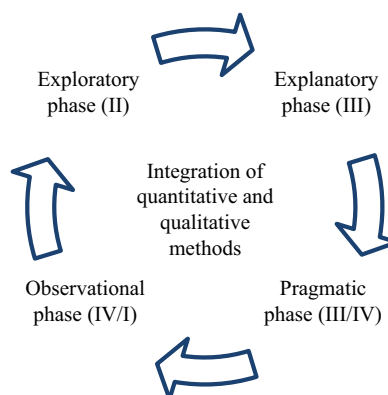 Exploratory
phase (II)
Explanatory
phase (III)
Integration of
quantitative and
qualitative
methods
Observational
phase (IV/I)
Pragmatic
phase (III/IV)